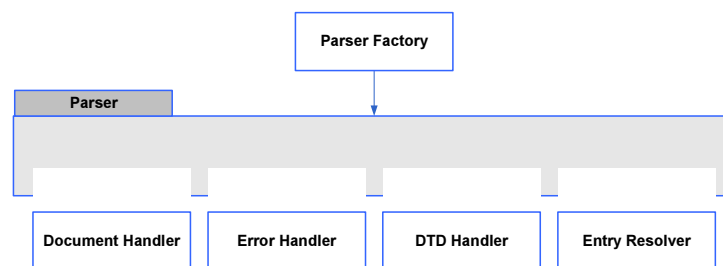 Parser Factory
Parser
Document Handler
Error Handler
DTD Handler
Entry Resolver